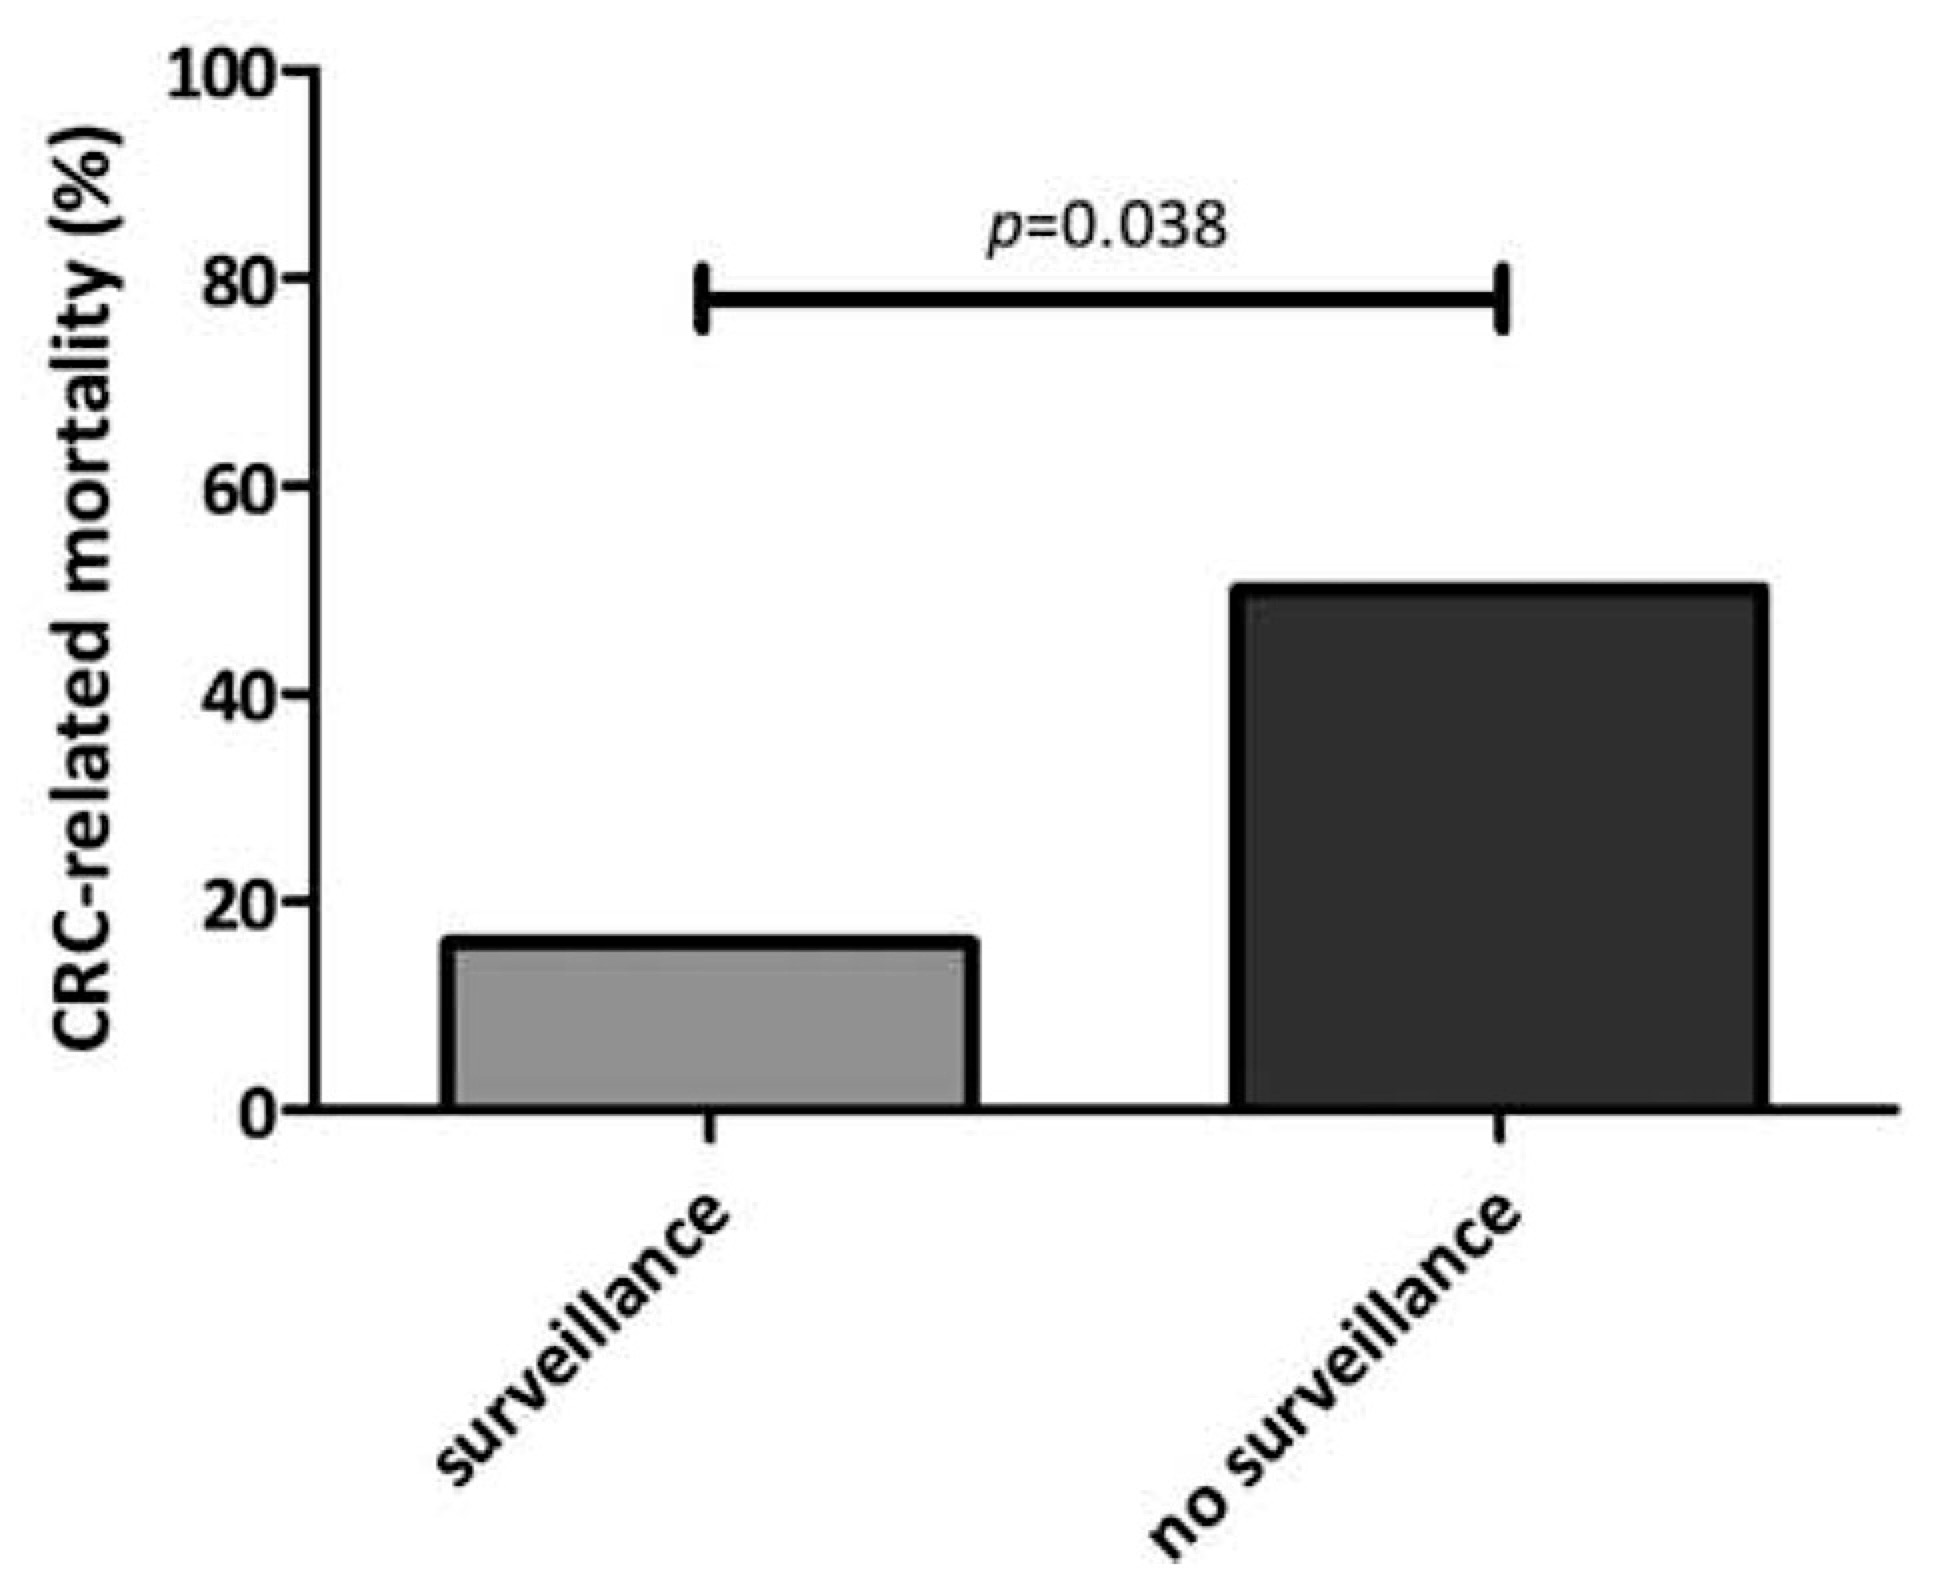 CRC-related mortality (%)
100
80
60
40
20
0
p=0.038
surveillance
no surveillance